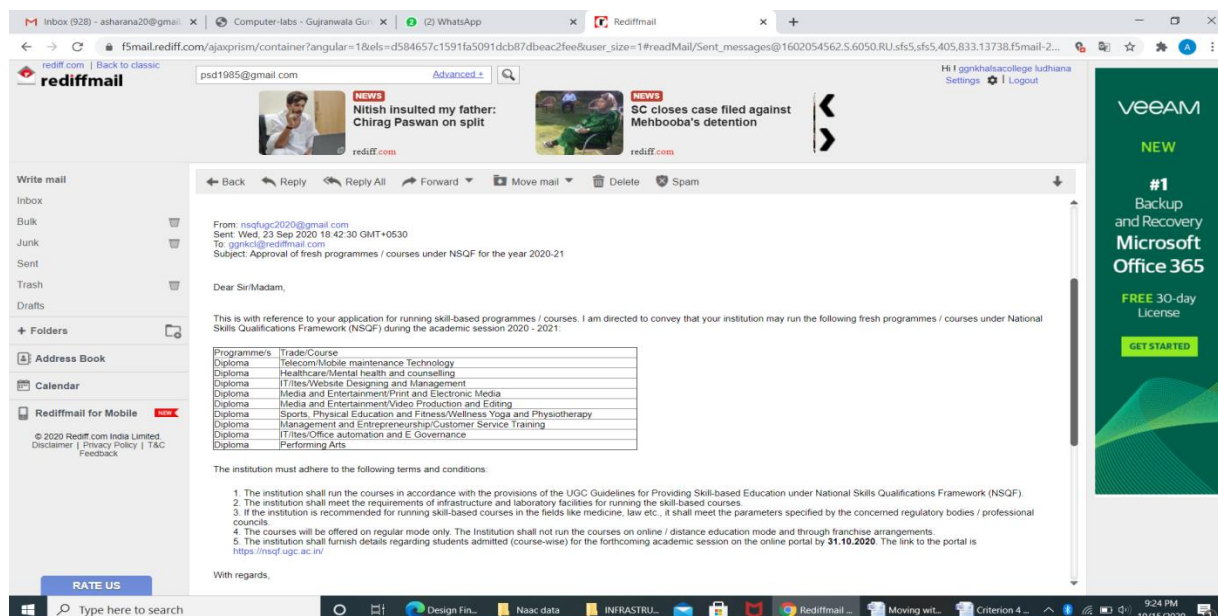 Inbox (928) - asharana20@gmail
Computer-labs - Gujranwala Gur
(2) WhatsApp
Rediffmail
f5mail.rediff.com/ajaxprism/container?angular=1&els=d584657c1591fa5091dcb87dbeac2fee&user_size=1#readMail/Sent_messages@1602054562.S.6050.RU.sfs5,sfs5,405,833.13738.f5mail-2...
rediff.com | Back to classic
rediffmail
psd1985@gmail.com Advanced +
Hi ! ggnkhalsacollege ludhiana
Settings | Logout
NEWS
Nitish insulted my father:
Chirag Paswan on split
rediff.com
NEWS
SC closes case filed against
Mehbooba's detention
rediff.com
Write mail
Inbox
Bulk
Junk
Sent
Trash
Drafts
+ Folders
Address Book
Calendar
Rediffmail for Mobile NEW
© 2020 Rediff.com India Limited.
Disclaimer | Privacy Policy | T&C
Feedback
RATE US
Back Reply Reply All Forward Move mail Delete Spam
From: nsqfugc2020@gmail.com
Sent: Wed, 23 Sep 2020 18:42:30 GMT+0530
To: ggnkcl@rediffmail.com
Subject: Approval of fresh programmes / courses under NSQF for the year 2020-21
Dear Sir/Madam,
This is with reference to your application for running skill-based programmes / courses. I am directed to convey that your institution may run the following fresh programmes / courses under National
Skills Qualifications Framework (NSQF) during the academic session 2020 - 2021:
Programme/s Trade/Course
Diploma Telecom/Mobile maintenance Technology
Diploma Healthcare/Mental health and counselling
Diploma IT/Ites/Website Designing and Management
Diploma Media and Entertainment/Print and Electronic Media
Diploma Media and Entertainment/Video Production and Editing
Diploma Sports, Physical Education and Fitness/Wellness Yoga and Physiotherapy
Diploma Management and Entrepreneurship/Customer Service Training
Diploma IT/Ites/Office automation and E Governance
Diploma Performing Arts
The institution must adhere to the following terms and conditions:
1. The institution shall run the courses in accordance with the provisions of the UGC Guidelines for Providing Skill-based Education under National Skills Qualifications Framework (NSQF).
2. The institution shall meet the requirements of infrastructure and laboratory facilities for running the skill-based courses.
3. If the institution is recommended for running skill-based courses in the fields like medicine, law etc., it shall meet the parameters specified by the concerned regulatory bodies / professional
councils.
4. The courses will be offered on regular mode only. The Institution shall not run the courses on online / distance education mode and through franchise arrangements.
5. The institution shall furnish details regarding students admitted (course-wise) for the forthcoming academic session on the online portal by 31.10.2020. The link to the portal is
https://nsqf.ugc.ac.in/
With regards,
veeAM
NEW
#1
Backup
and Recovery
Microsoft
Office 365
FREE 30-day
License
GET STARTED
Type here to search
Design Fin...
Naac data
INFRASTRU...
Rediffmail ...
Moving wit...
Criterion 4 ...
9:24 PM
10/15/2020